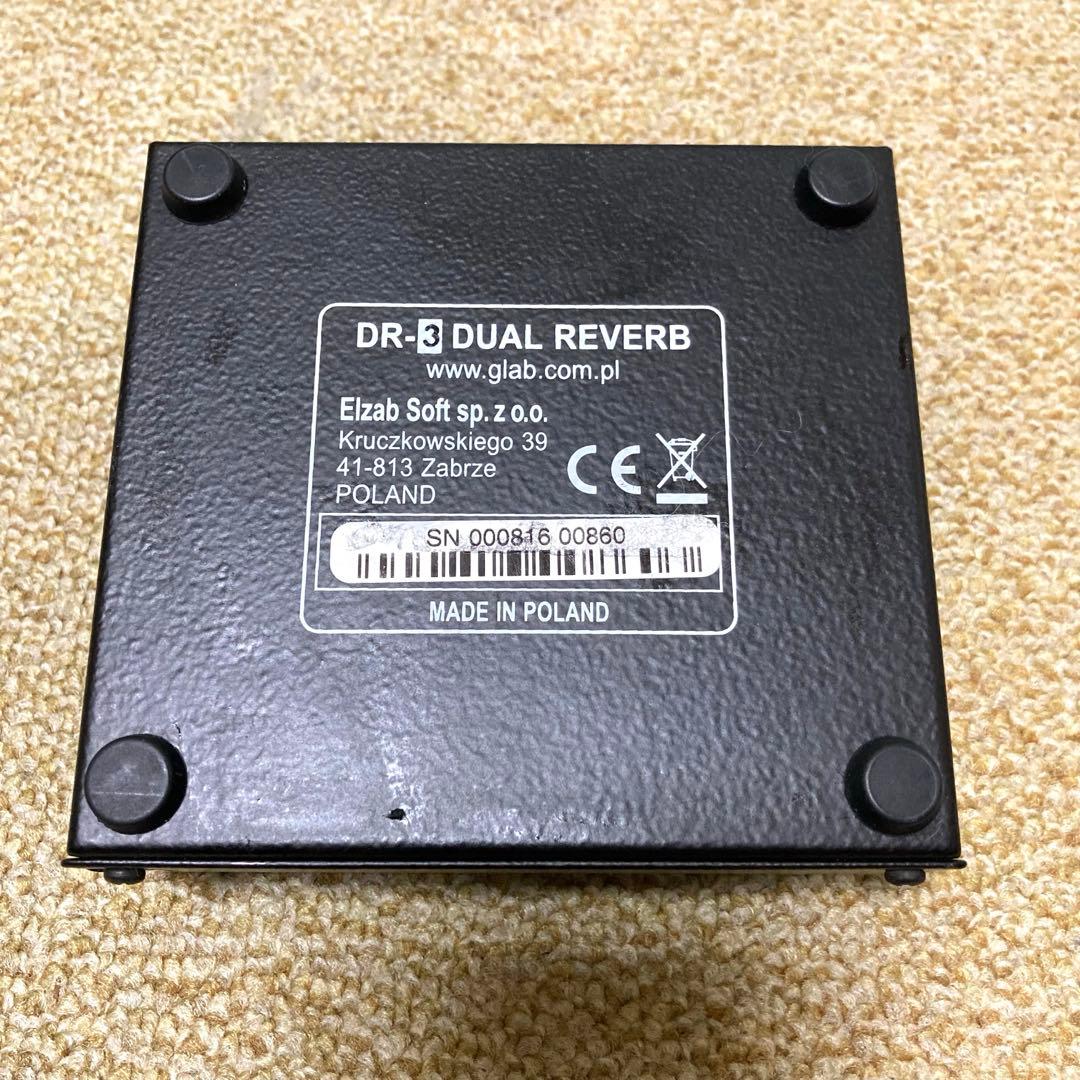 DR-3 DUAL REVERB
www.glab.com.pl
Elzab Soft sp. z o.o.
Kruczkowskiego 39
41-813 Zabrze
POLAND
CE
SN 000816 00860
MADE IN POLAND